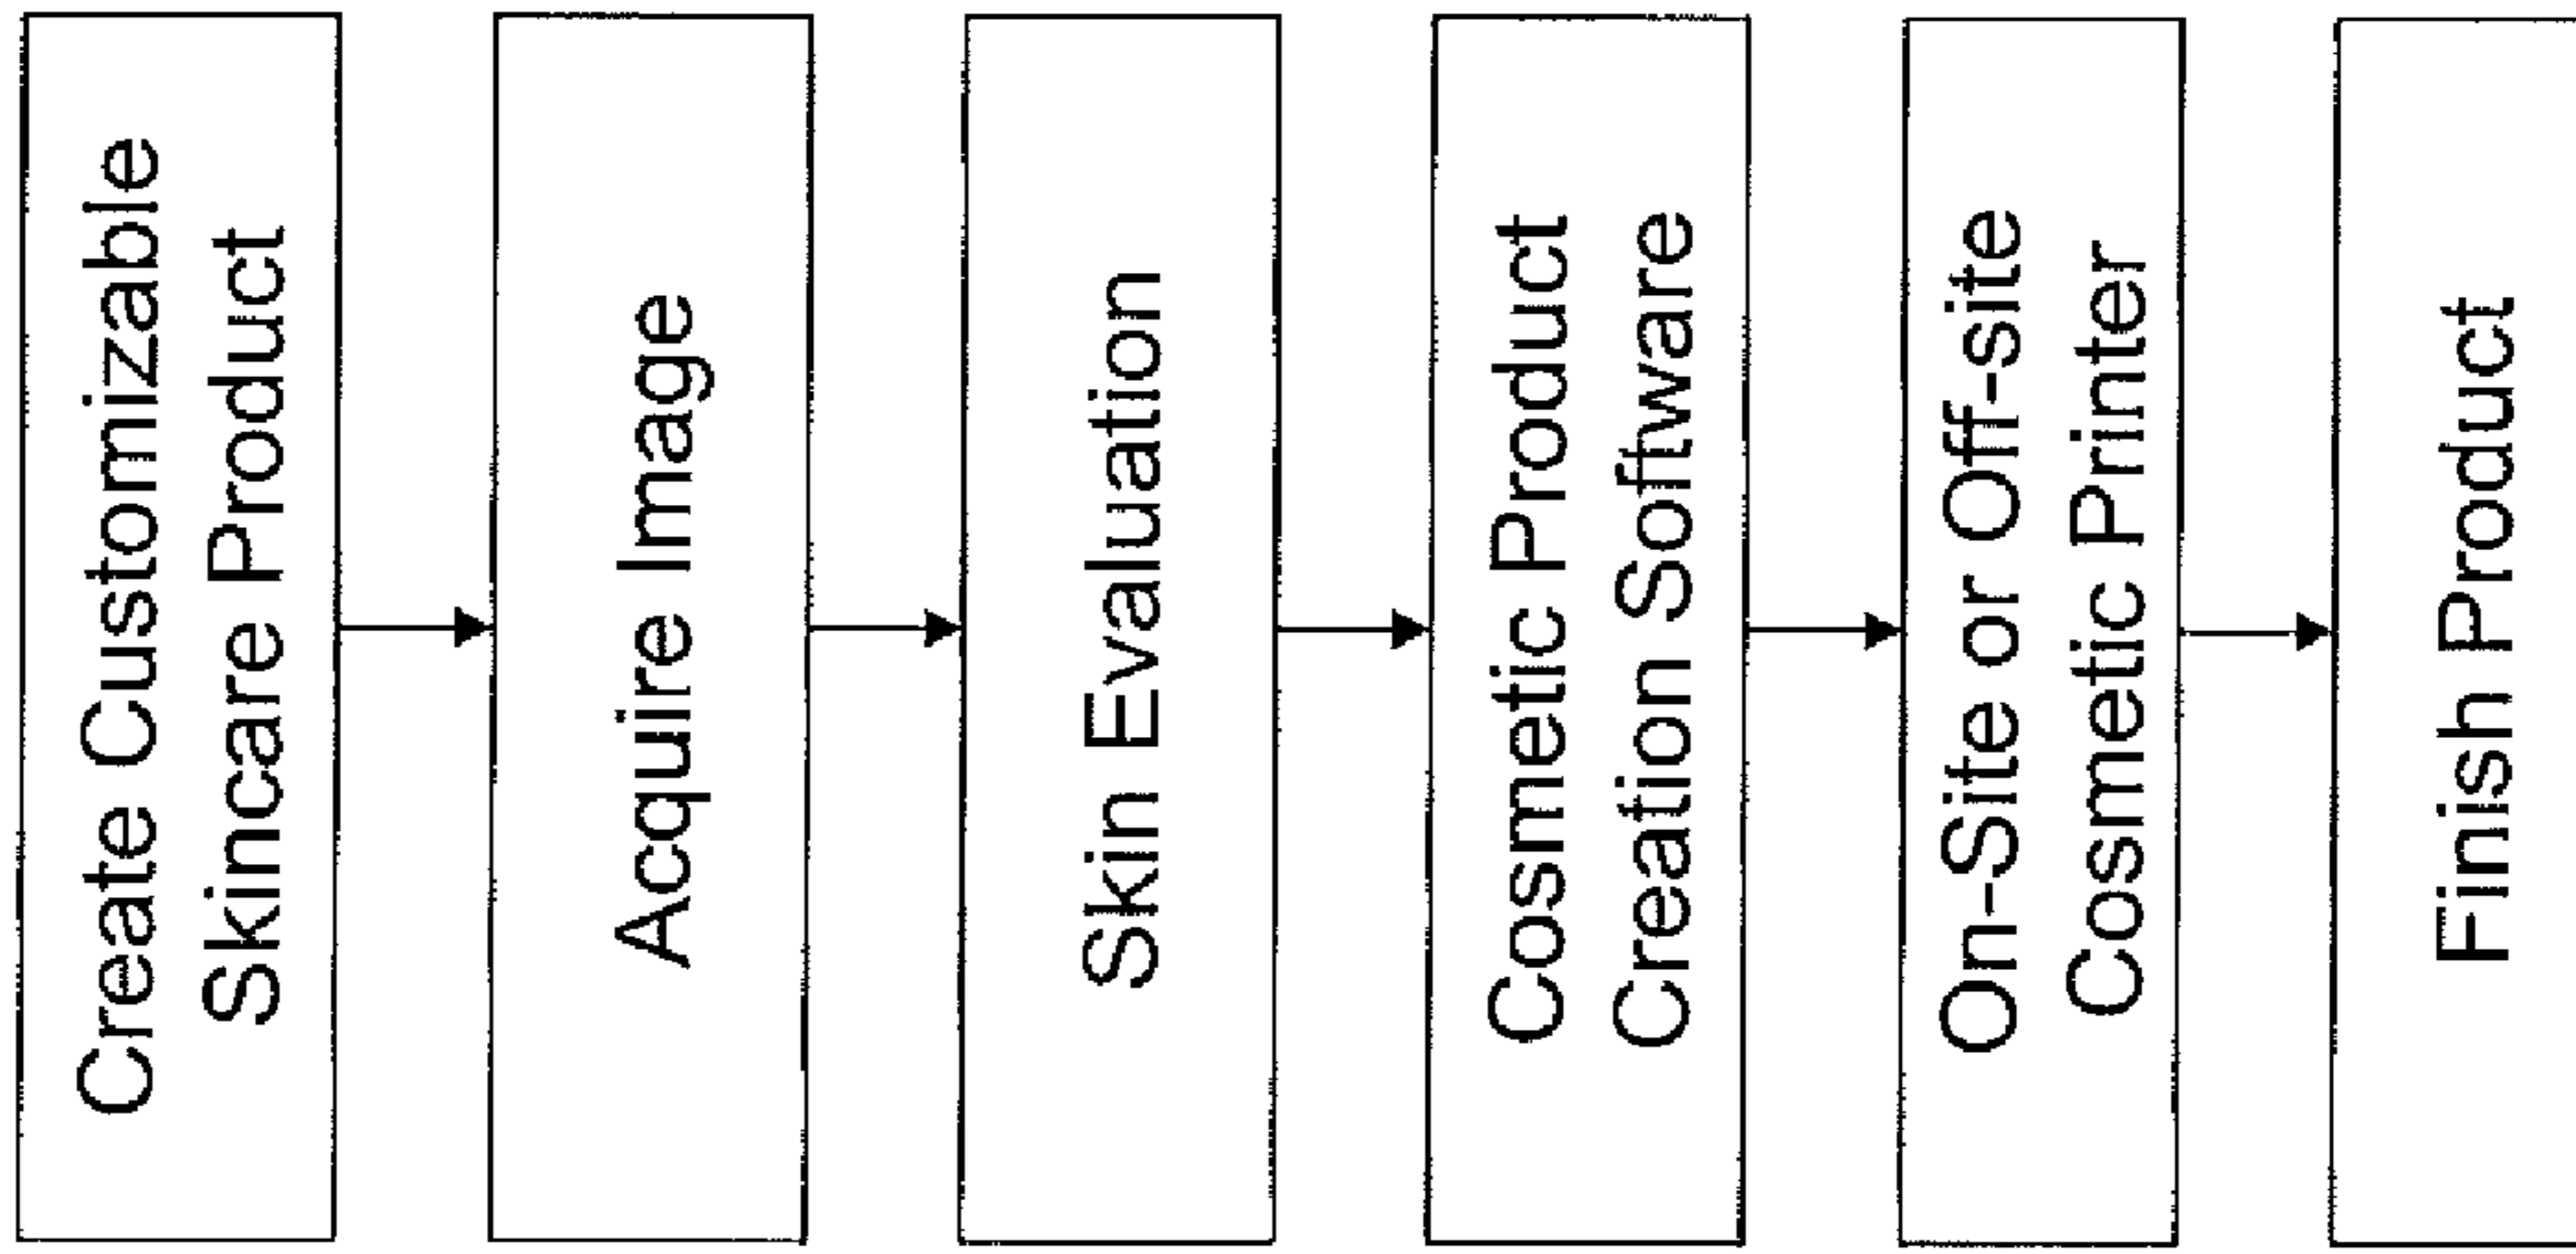 Create Customizable
Skincare Product
Acquire Image
Skin Evaluation
Cosmetic Product
Creation Software
On-Site or Off-site
Cosmetic Printer
Finish Product